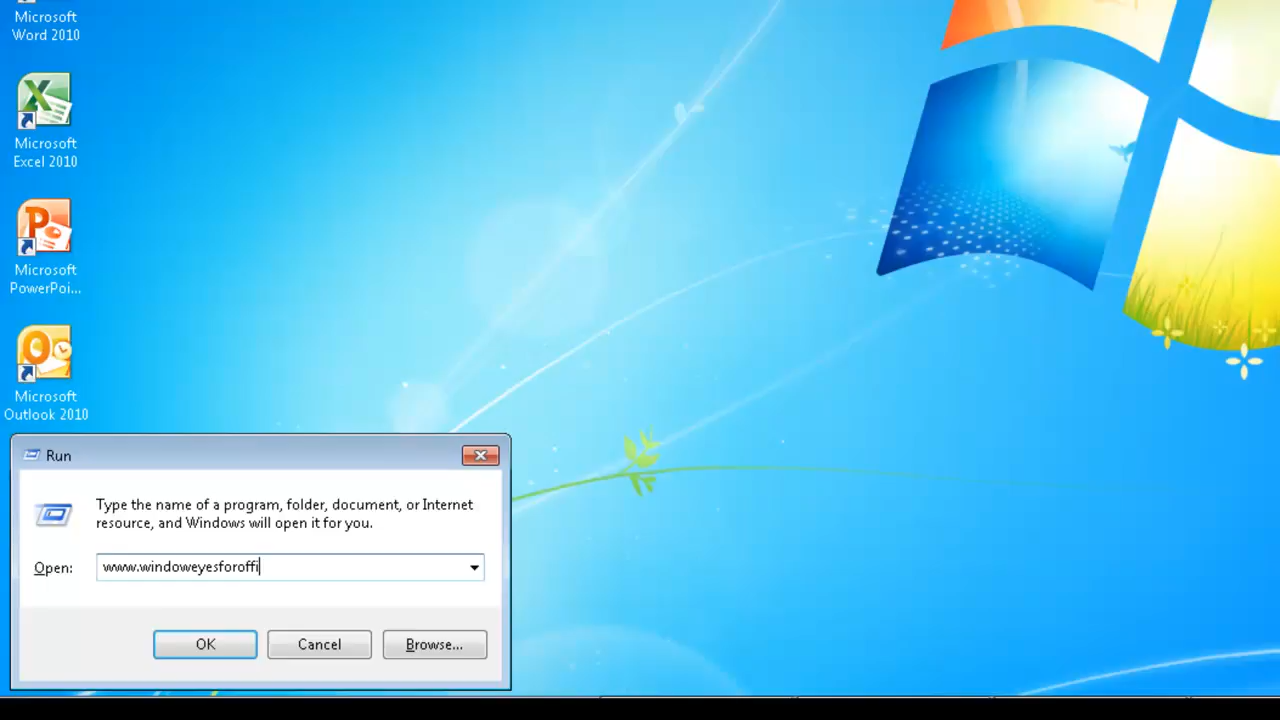 Microsoft
Word 2010
Microsoft
Excel 2010
Microsoft
PowerPoi...
Microsoft
Outlook 2010
Run
Type the name of a program, folder, document, or Internet
resource, and Windows will open it for you.
Open:
www.windoweyesforoffi
OK
Cancel
Browse...